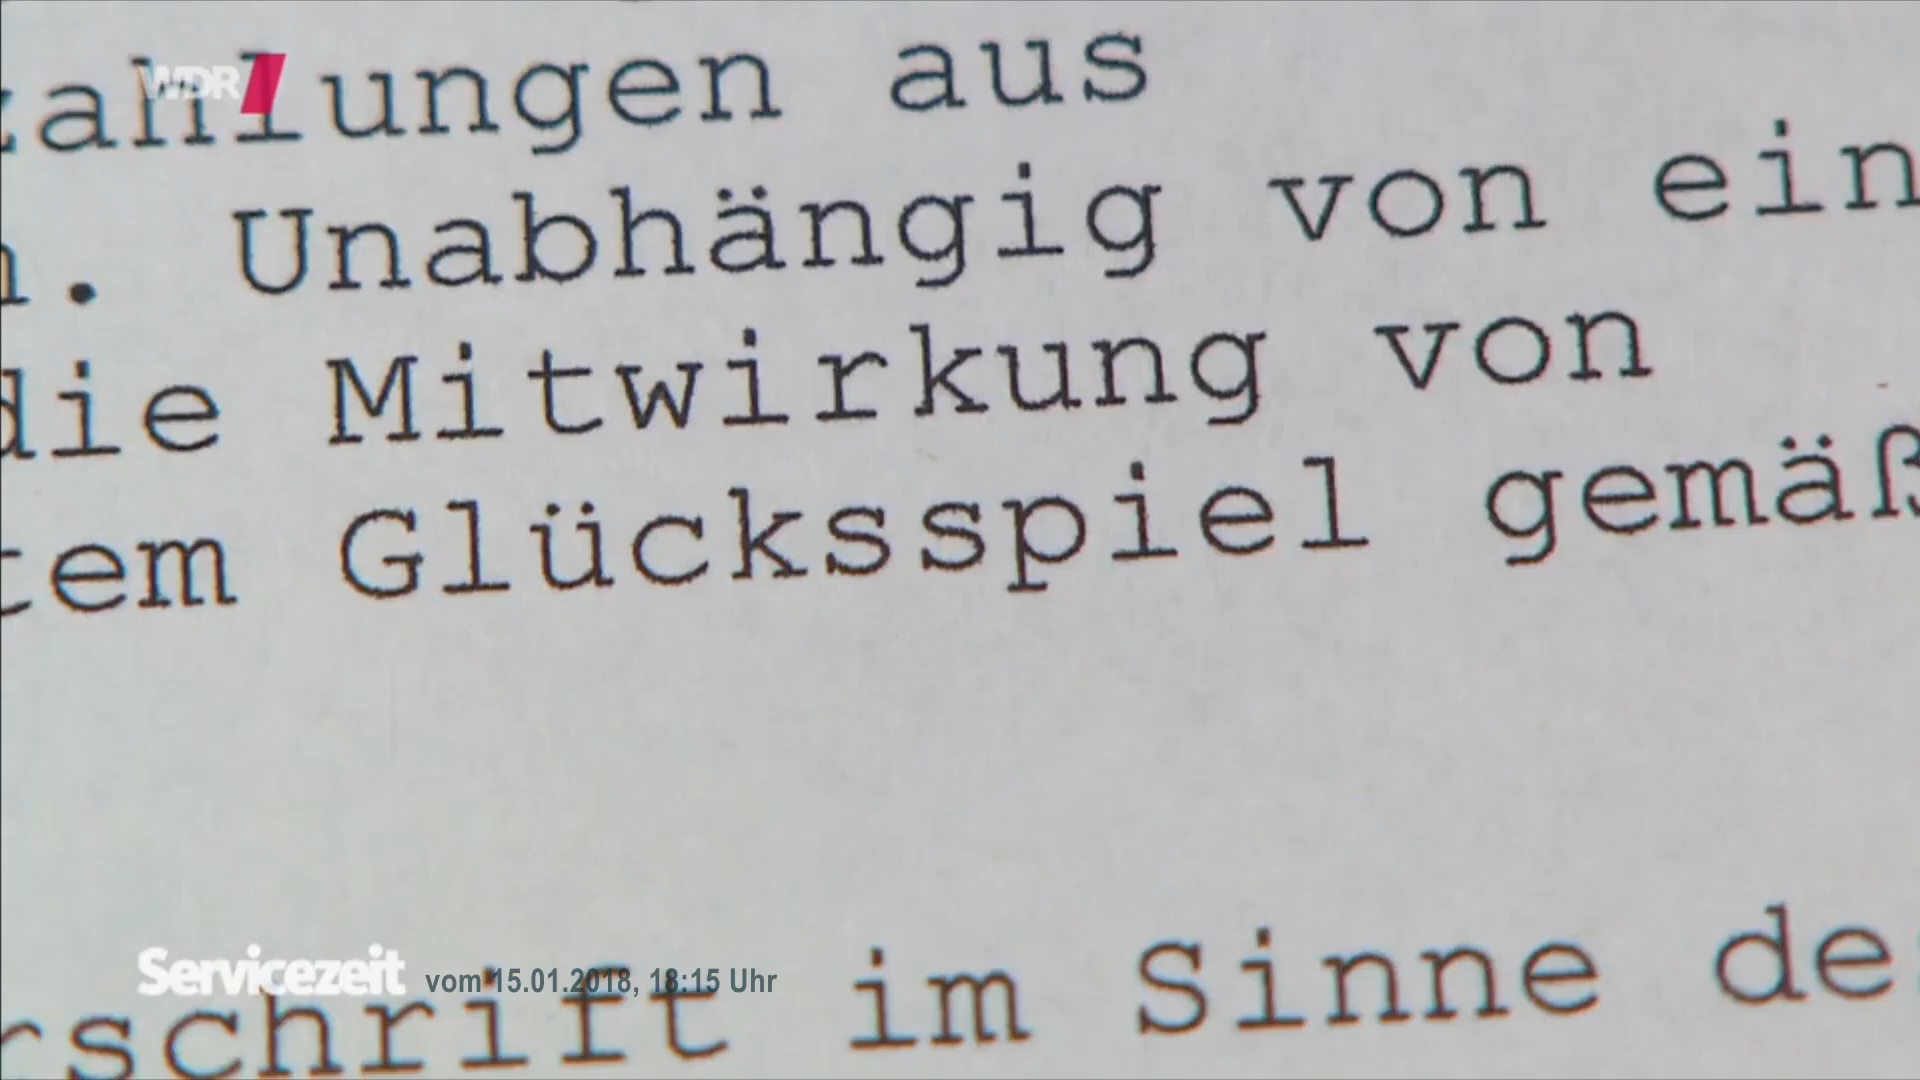 WDR
zahlungen aus
n. Unabhängig von ein
die Mitwirkung von
tem Glücksspiel gemäß
Servicezeit vom 15.01.2018, 18:15 Uhr
rschrift im Sinne de